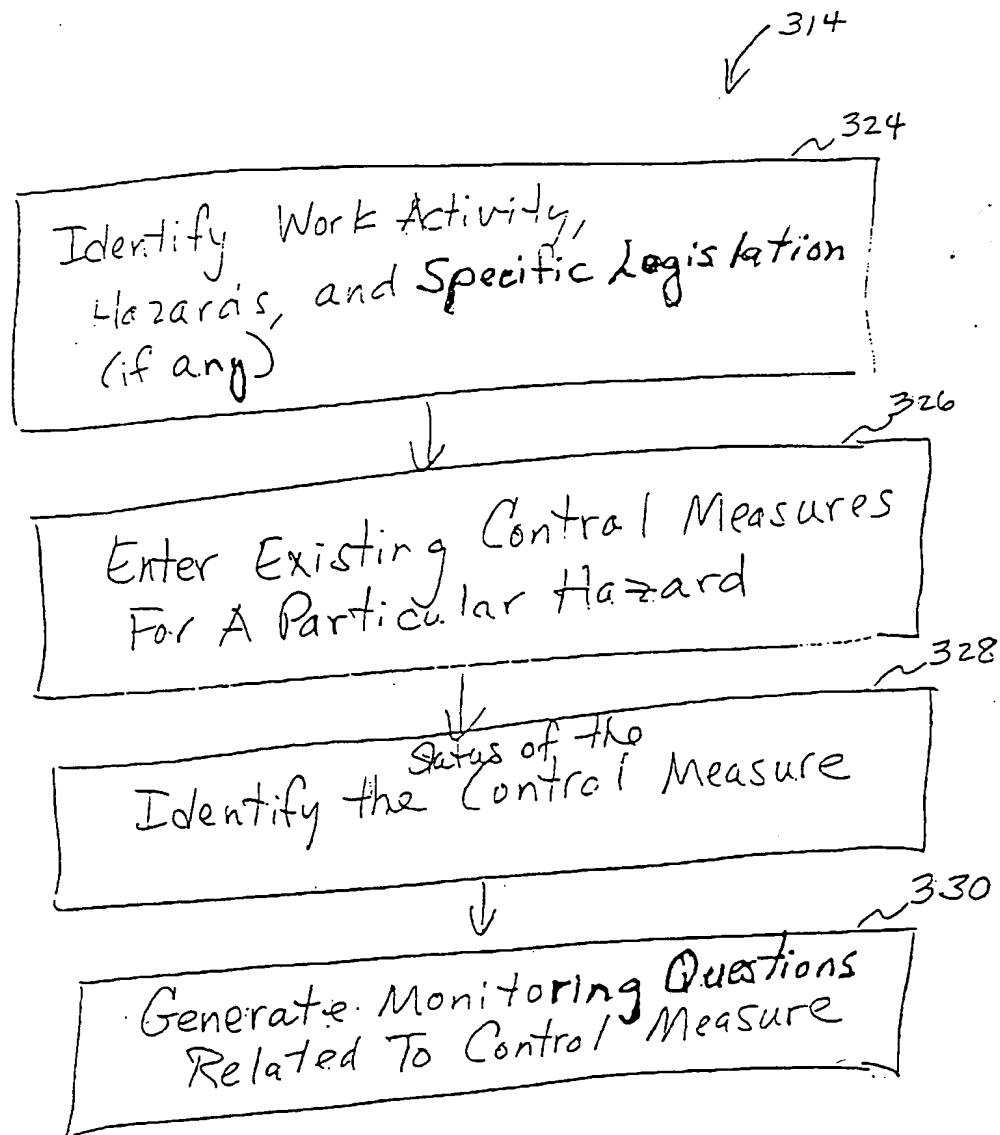 314
324
Identify Work Activity,
Hazards, and Specific Legislation
(if any)
326
Enter Existing Control Measures
For A Particular Hazard
328
Status of the
Identify the Control Measure
330
Generate Monitoring Questions
Related To Control Measure